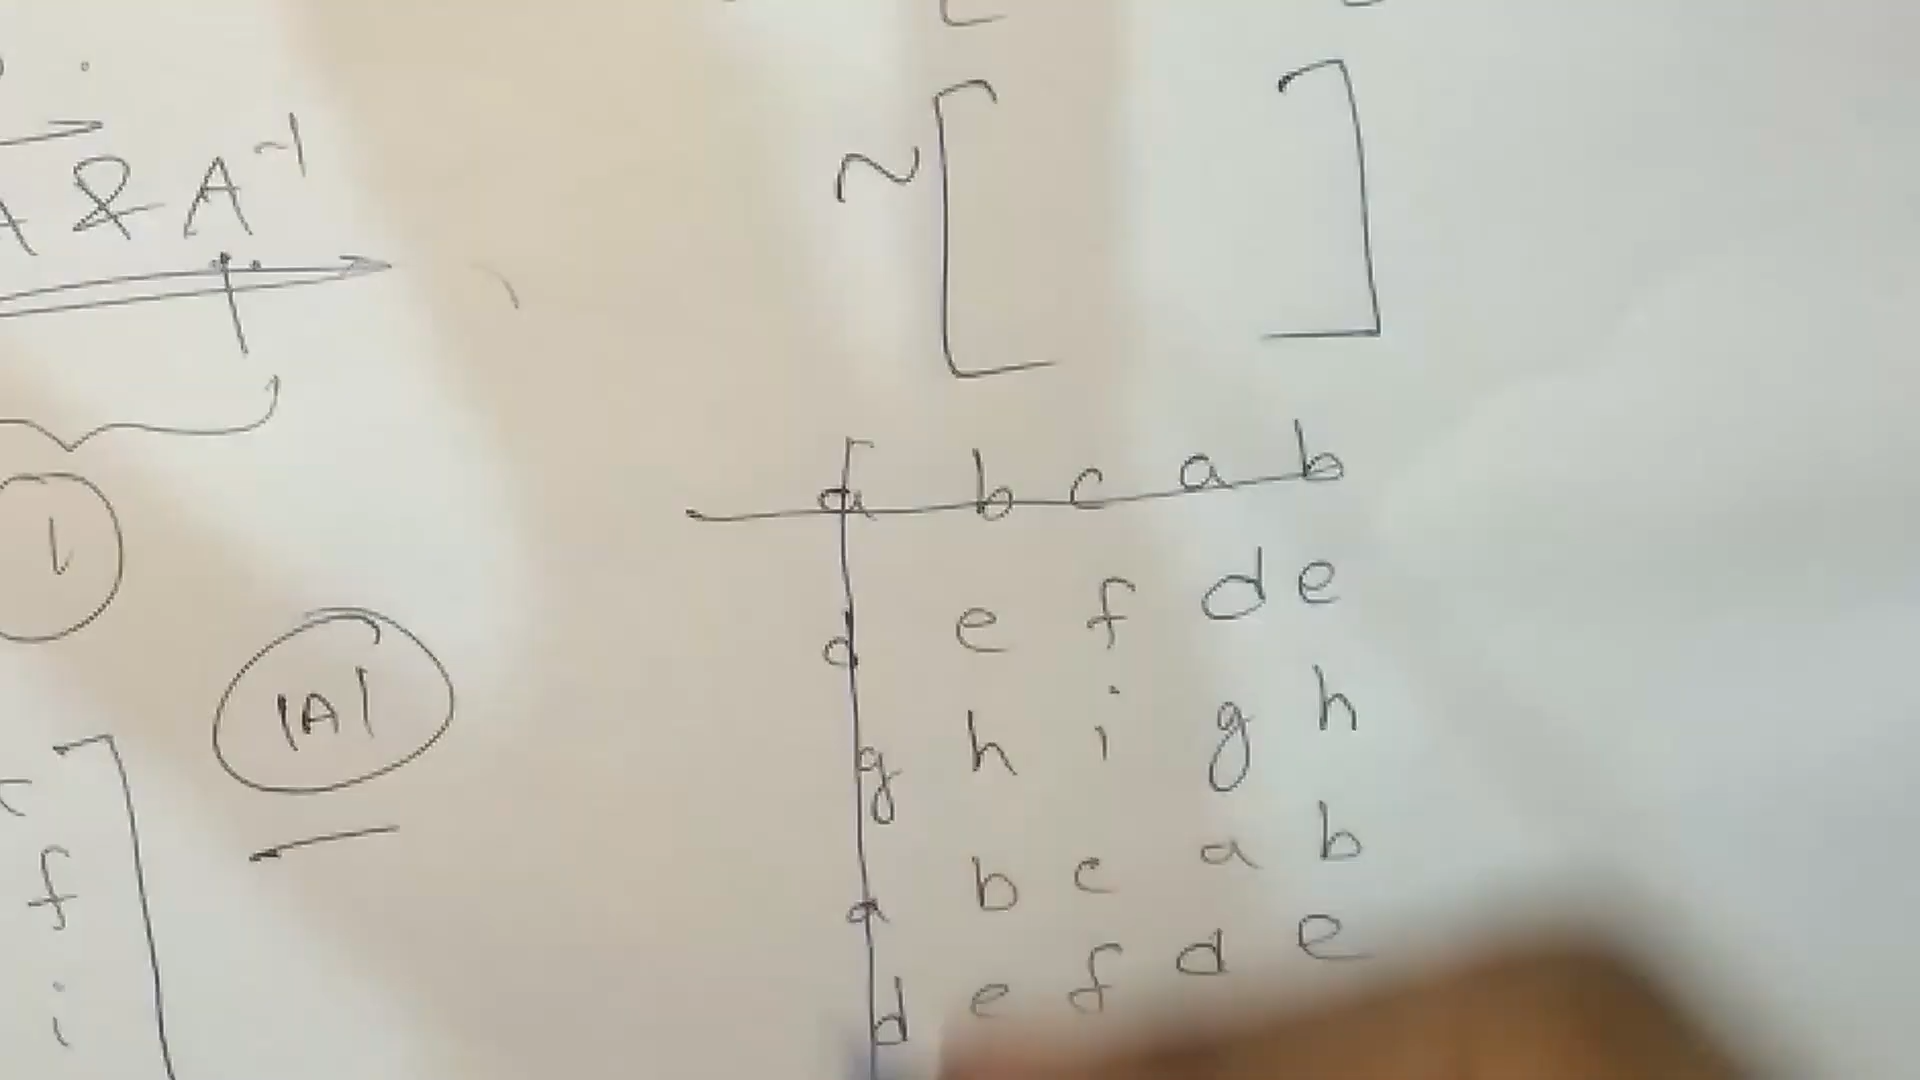 & A⁻¹
~ [ ]
1
|A|
f
i
a b c a b
d e f d e
g h i g h
a b c a b
d e f d e